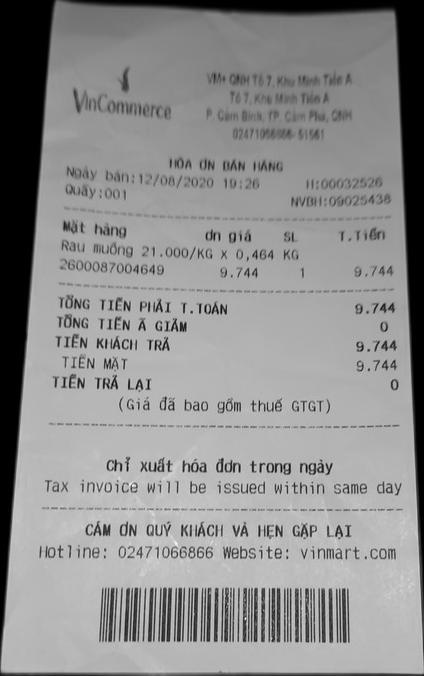 VinCommerce
VM+ QNH Tổ 7, Khu Minh Tiến A
Tổ 7, Khu Minh Tiến A
P. Cẩm Bình, TP. Cẩm Phả, QNH
02471066866-51561
HÓA ƠN BÁN HÀNG
Ngày bán:12/08/2020 19:26 H:00032526
Quầy:001 NVBH:09025438
Mặt hàng ơn giá SL T.Tiền
Rau muống 21.000/KG X 0,464 KG
2600087004649 9.744 1 9.744
TỔNG TIỀN PHẢI T.TOÁN 9.744
TỔNG TIỀN Ã GIẢM 0
TIỀN KHÁCH TRẢ 9.744
TIỀN MẶT 9.744
TIỀN TRẢ LẠI 0
(Giá đã bao gồm thuế GTGT)
Chỉ xuất hóa đơn trong ngày
Tax invoice will be issued within same day
CẢM ƠN QUÝ KHÁCH VÀ HẸN GẶP LẠI
Hotline: 02471066866 Website: vinmart.com